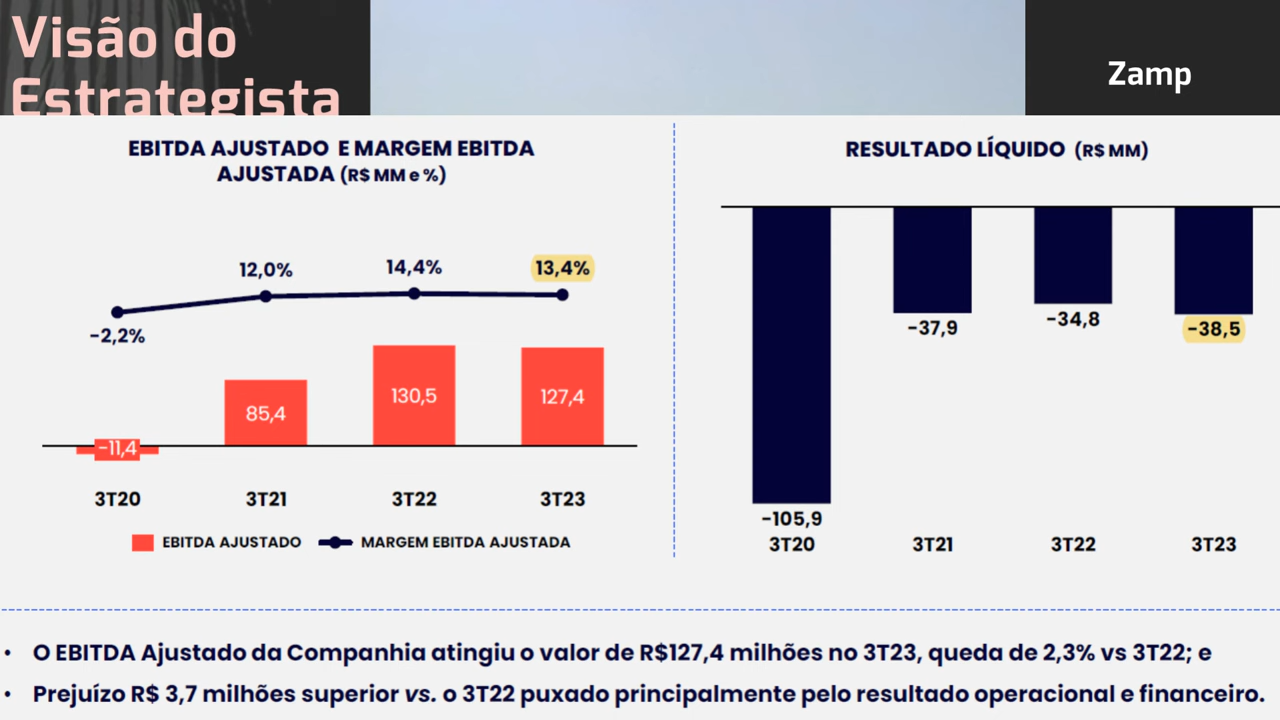 Visão do
Estrategista
Zamp
EBITDA AJUSTADO E MARGEM EBITDA
AJUSTADA (R$ MM e %)
12,0%
14,4%
13,4%
-2,2%
-11,4
85,4
130,5
127,4
3T20
3T21
3T22
3T23
EBITDA AJUSTADO
MARGEM EBITDA AJUSTADA
RESULTADO LÍQUIDO (R$ MM)
-105,9
-37,9
-34,8
-38,5
3T20
3T21
3T22
3T23
• O EBITDA Ajustado da Companhia atingiu o valor de R$127,4 milhões no 3T23, queda de 2,3% vs 3T22; e
• Prejuízo R$ 3,7 milhões superior vs. o 3T22 puxado principalmente pelo resultado operacional e financeiro.